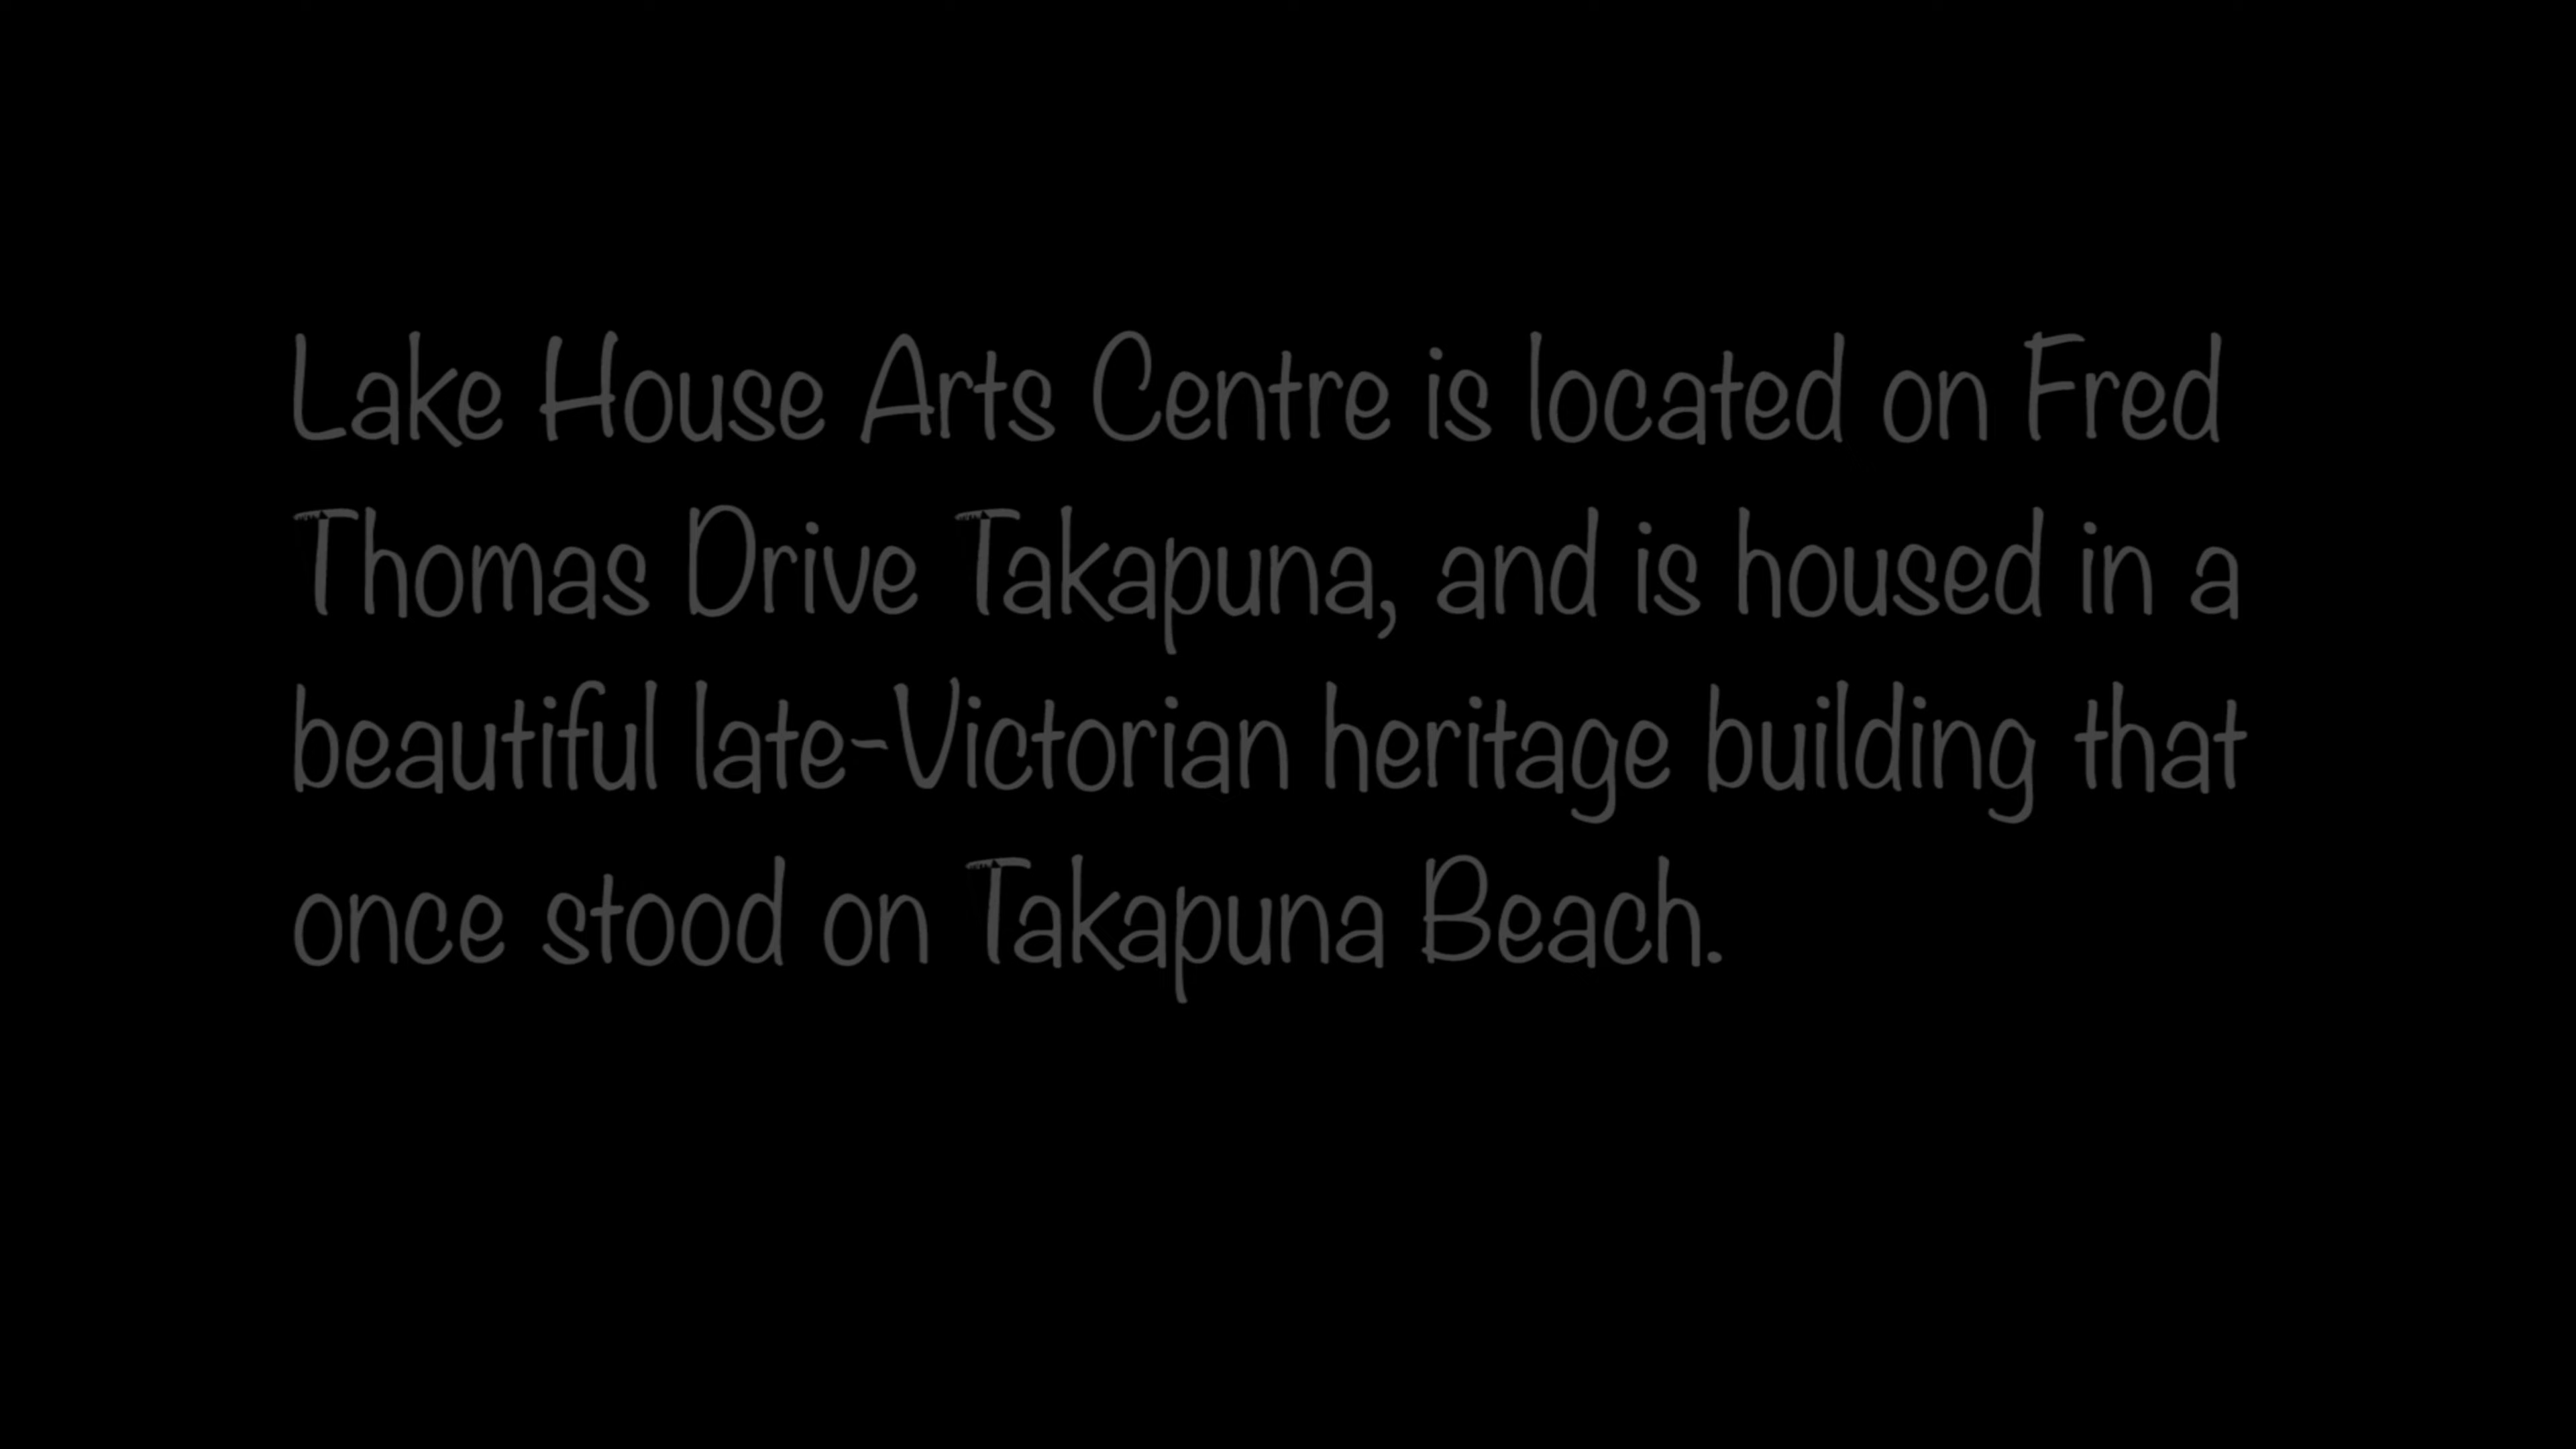 Lake House Arts Centre is located on Fred
Thomas Drive Takapuna, and is housed in a
beautiful late-Victorian heritage building that
once stood on Takapuna Beach.